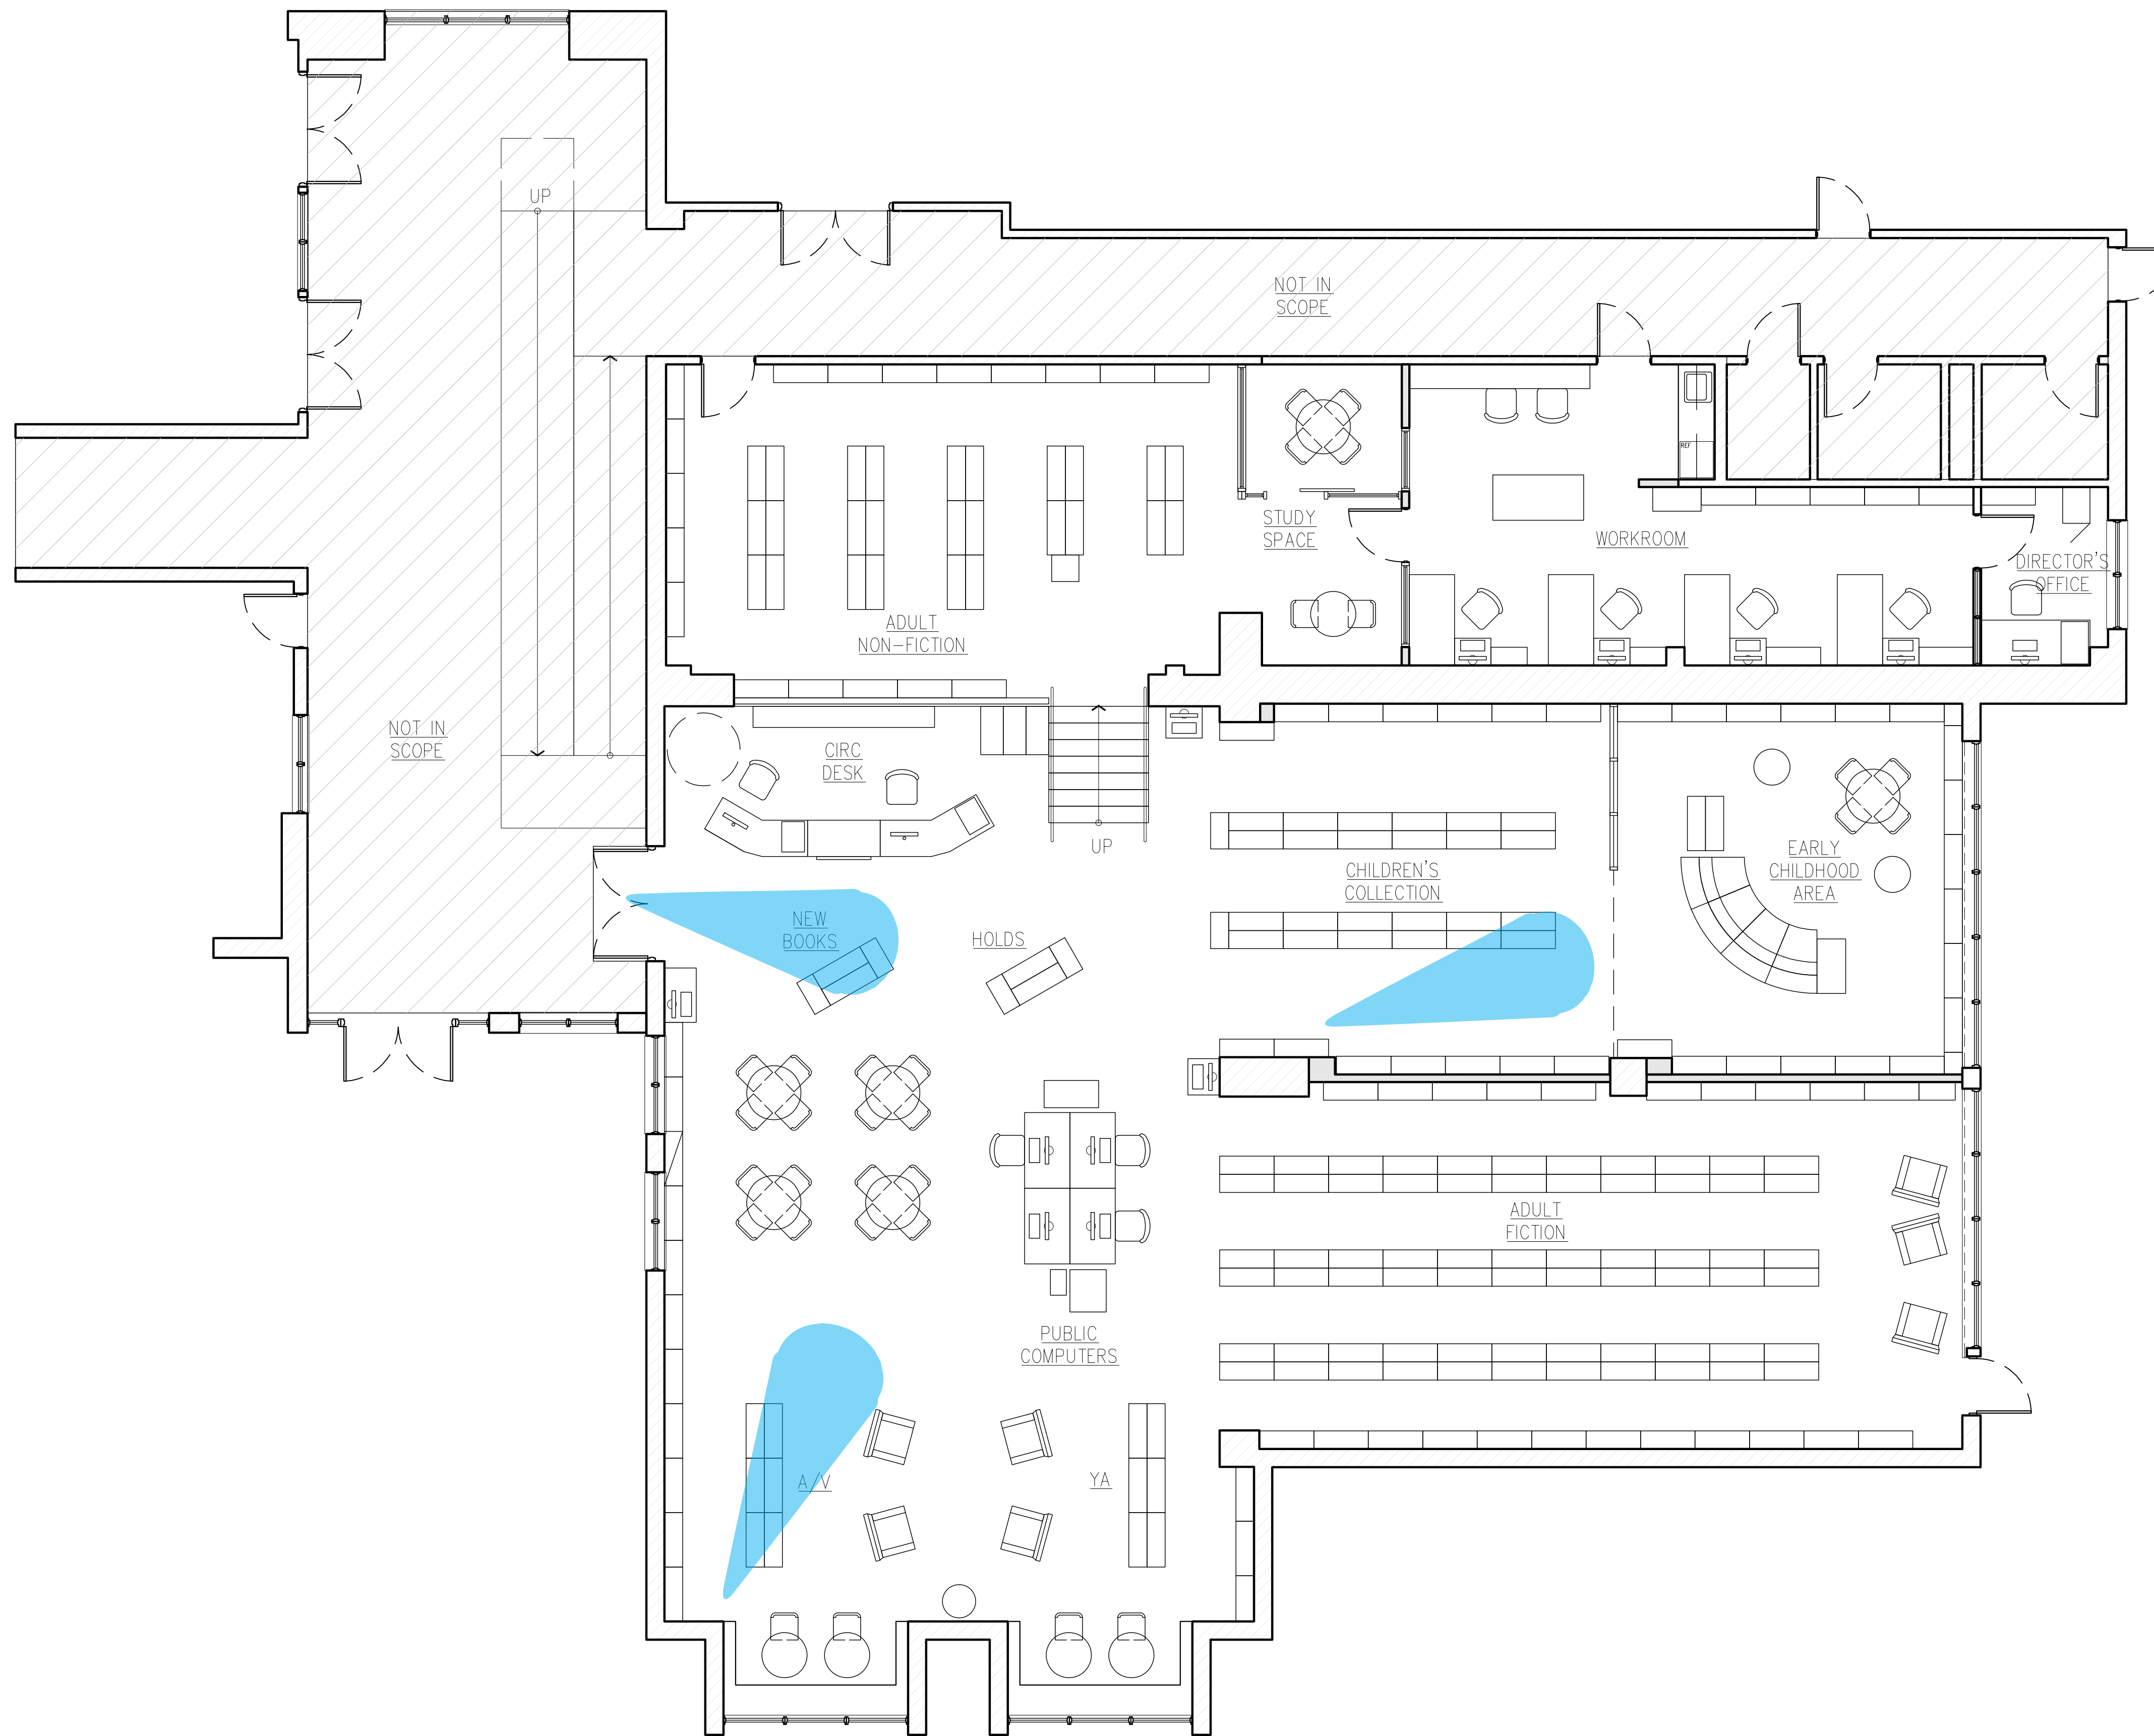 UP
NOT IN
SCOPE
REF
STUDY
SPACE
WORKROOM
DIRECTOR'S
OFFICE
ADULT
NON-FICTION
NOT IN
SCOPE
CIRC
DESK
UP
CHILDREN'S
COLLECTION
EARLY
CHILDHOOD
AREA
NEW
BOOKS
HOLDS
ADULT
FICTION
PUBLIC
COMPUTERS
A/V
YA